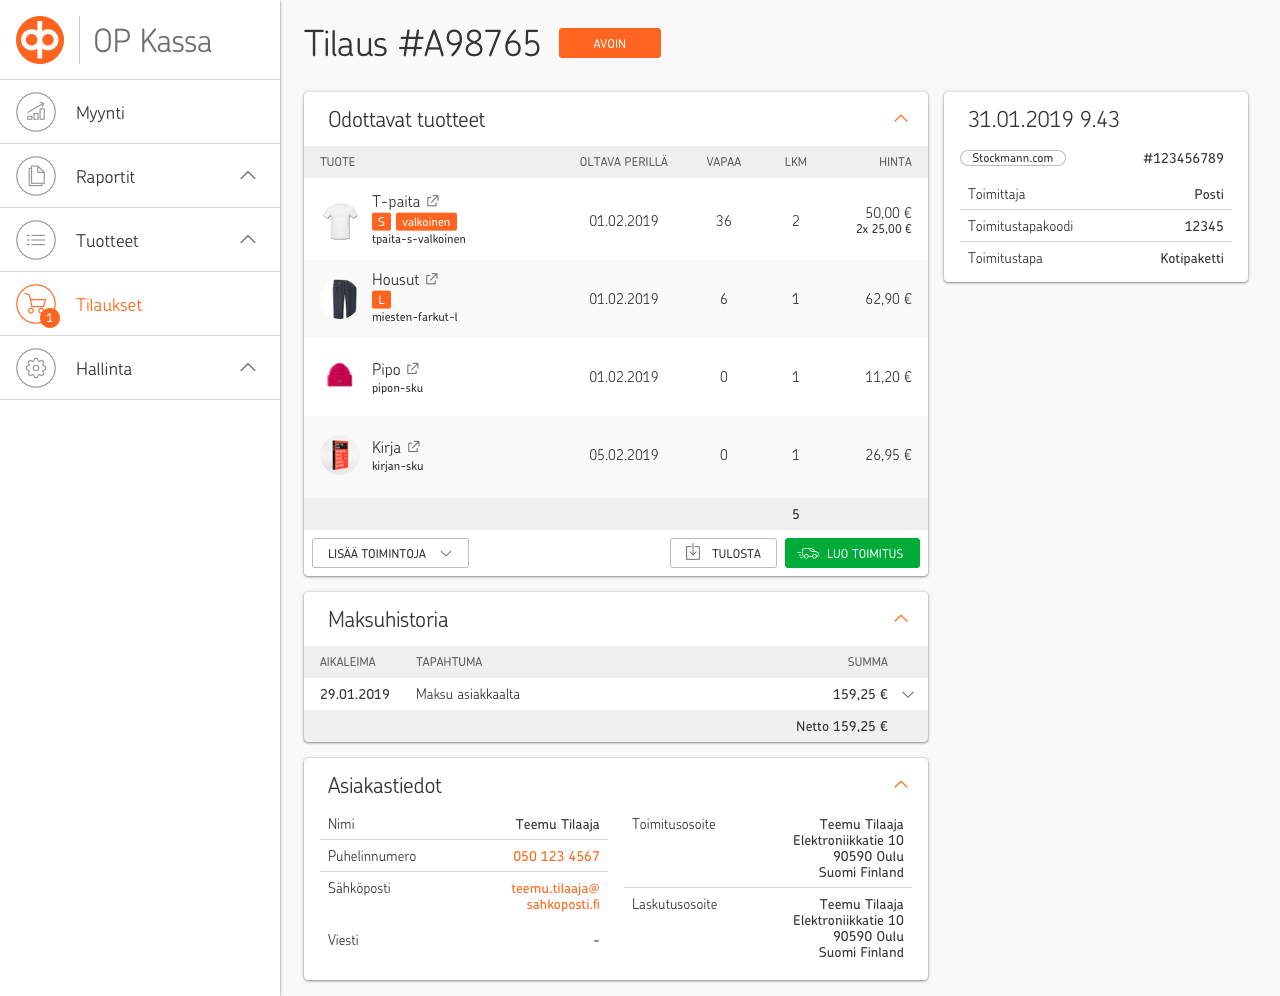 OP Kassa
Myynti
Raportit
Tuotteet
Tilaukset
1
Hallinta
Tilaus #A98765
AVOIN
Odottavat tuotteet
TUOTE OLTAVA PERILLÄ VAPAA LKM HINTA
T-paita
S valkoinen
tpaita-s-valkoinen
01.02.2019 36 2 50,00 €
2x 25,00 €
Housut
L
miesten-farkut-l
01.02.2019 6 1 62,90 €
Pipo
pipon-sku
01.02.2019 0 1 11,20 €
Kirja
kirjan-sku
05.02.2019 0 1 26,95 €
5
LISÄÄ TOIMINTOJA TULOSTA LUO TOIMITUS
Maksuhistoria
AIKALEIMA TAPAHTUMA SUMMA
29.01.2019 Maksu asiakkaalta 159,25 €
Netto 159,25 €
Asiakastiedot
Nimi Teemu Tilaaja
Puhelinnumero 050 123 4567
Sähköposti teemu.tilaaja@
sahkoposti.fi
Viesti -
Toimitusosoite Teemu Tilaaja
Elektroniikkatie 10
90590 Oulu
Suomi Finland
Laskutusosoite Teemu Tilaaja
Elektroniikkatie 10
90590 Oulu
Suomi Finland
31.01.2019 9.43
Stockmann.com #123456789
Toimittaja Posti
Toimitustapakoodi 12345
Toimitustapa Kotipaketti